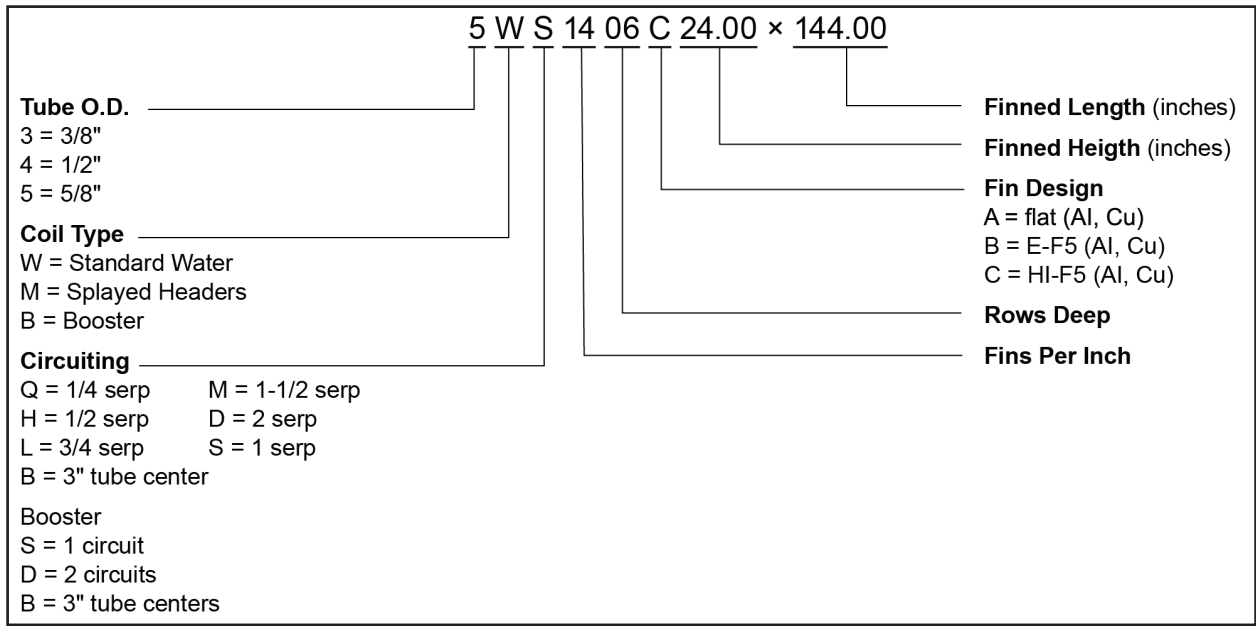 5 W S 14 06 C 24.00 × 144.00
Tube O.D.
3 = 3/8"
4 = 1/2"
5 = 5/8"
Coil Type
W = Standard Water
M = Splayed Headers
B = Booster
Circuiting
Q = 1/4 serp M = 1-1/2 serp
H = 1/2 serp D = 2 serp
L = 3/4 serp S = 1 serp
B = 3" tube center
Booster
S = 1 circuit
D = 2 circuits
B = 3" tube centers
Finned Length (inches)
Finned Heigth (inches)
Fin Design
A = flat (Al, Cu)
B = E-F5 (Al, Cu)
C = HI-F5 (Al, Cu)
Rows Deep
Fins Per Inch